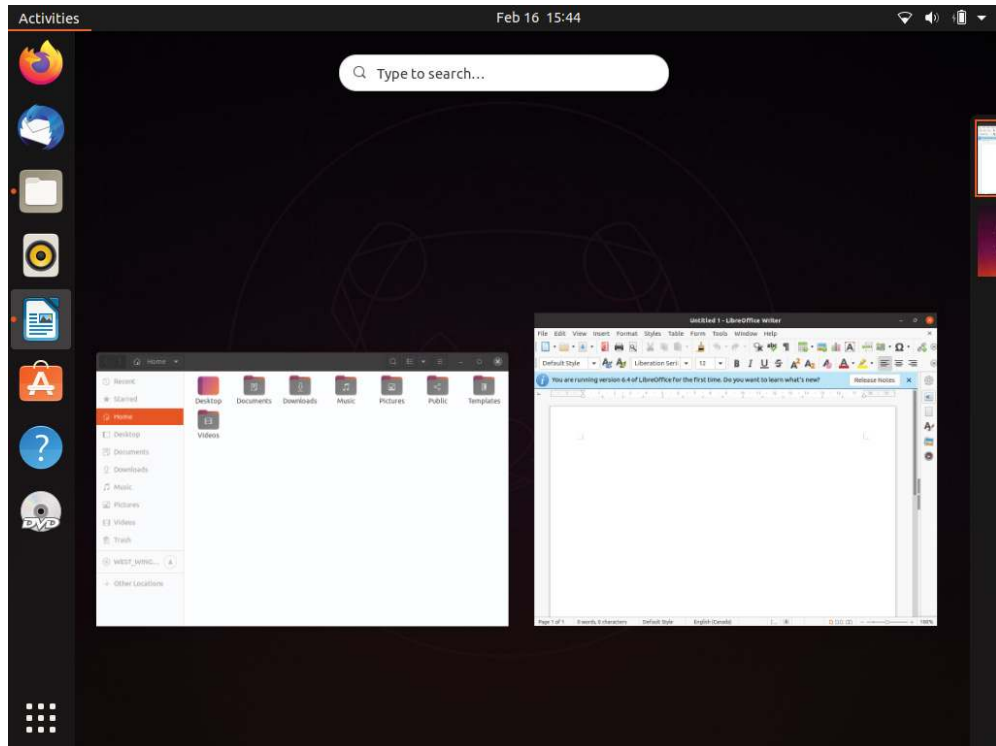 Activities
Feb 16 15:44
Type to search...
Home
Recent
Starred
Home
Desktop
Documents
Downloads
Music
Pictures
Videos
Trash
WEST_WING...
+ Other Locations
Desktop Documents Downloads Music Pictures Public Templates
Videos
Untitled 1 - LibreOffice Writer
File Edit View Insert Format Styles Table Form Tools Window Help
Default Style Liberation Seri 12 B I U S
You are running version 6.4 of LibreOffice for the first time. Do you want to learn what's new? Release Notes
Page 1 of 1 0 words, 0 characters Default Style English (Canada) 100%
DVD